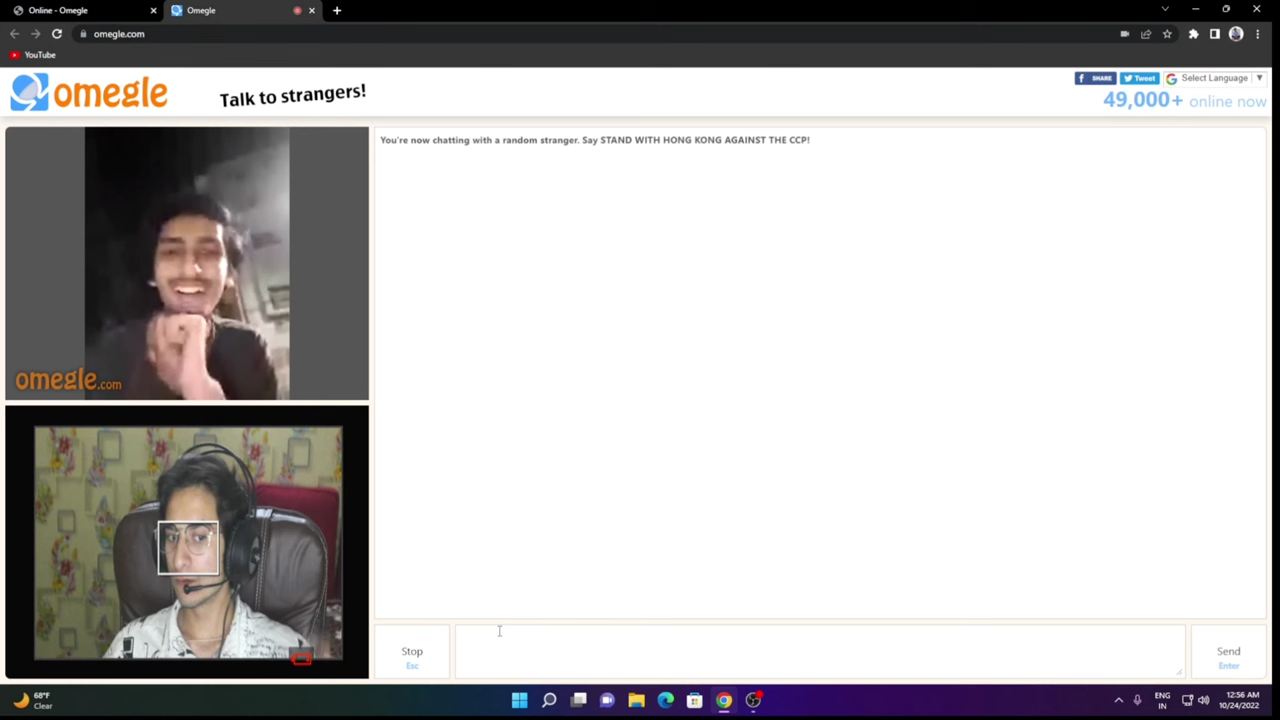 Online - Omegle
Omegle
omegle.com
YouTube
omegle
Talk to strangers!
SHARE
Tweet
Select Language
49,000+ online now
You're now chatting with a random stranger. Say STAND WITH HONG KONG AGAINST THE CCP!
omegle.com
Stop
Esc
Send
Enter
68°F
Clear
ENG
IN
12:56 AM
10/24/2022